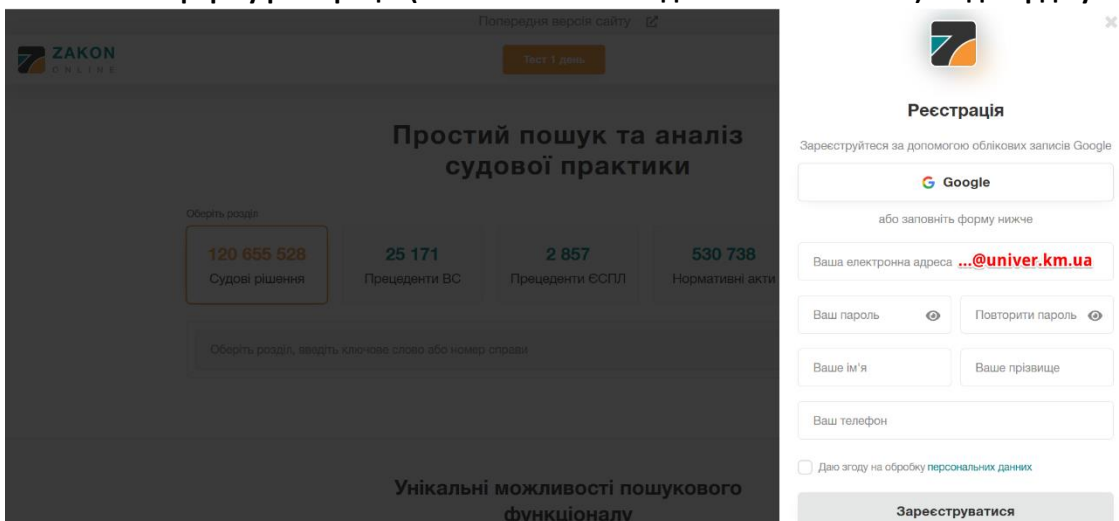 Попередня версія сайту
ZAKON
ONLINE
Тест 1 день
Простий пошук та аналіз
судової практики
Оберіть розділ
120 655 528
Судові рішення
25 171
Прецеденти ВС
2 857
Прецеденти ЄСПЛ
530 738
Нормативні акти
Оберіть розділ, введіть ключове слово або номер справи
Унікальні можливості пошукового
функціоналу
Реєстрація
Зареєструйтеся за допомогою облікових записів Google
Google
або заповніть форму нижче
Ваша електронна адреса ...@univer.km.ua
Ваш пароль
Повторити пароль
Ваше ім'я
Ваше прізвище
Ваш телефон
Даю згоду на обробку персональних данних
Зареєструватися